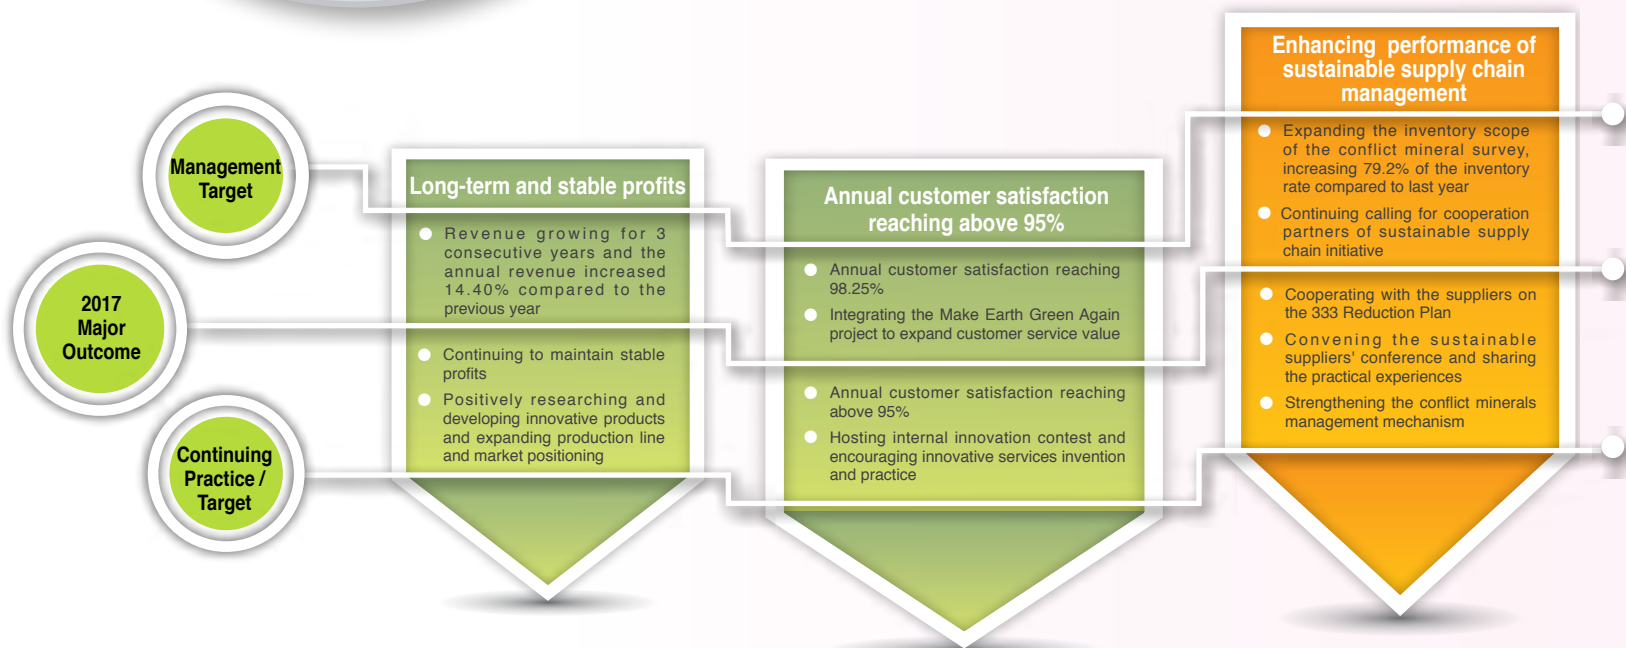 Management
Target
2017
Major
Outcome
Continuing
Practice /
Target
Long-term and stable profits
Revenue growing for 3
consecutive years and the
annual revenue increased
14.40% compared to the
previous year
Continuing to maintain stable
profits
Positively researching and
developing innovative products
and expanding production line
and market positioning
Annual customer satisfaction
reaching above 95%
Annual customer satisfaction reaching
98.25%
Integrating the Make Earth Green Again
project to expand customer service value
Annual customer satisfaction reaching
above 95%
Hosting internal innovation contest and
encouraging innovative services invention
and practice
Enhancing performance of
sustainable supply chain
management
Expanding the inventory scope
of the conflict mineral survey,
increasing 79.2% of the inventory
rate compared to last year
Continuing calling for cooperation
partners of sustainable supply
chain initiative
Cooperating with the suppliers on
the 333 Reduction Plan
Convening the sustainable
suppliers' conference and sharing
the practical experiences
Strengthening the conflict minerals
management mechanism